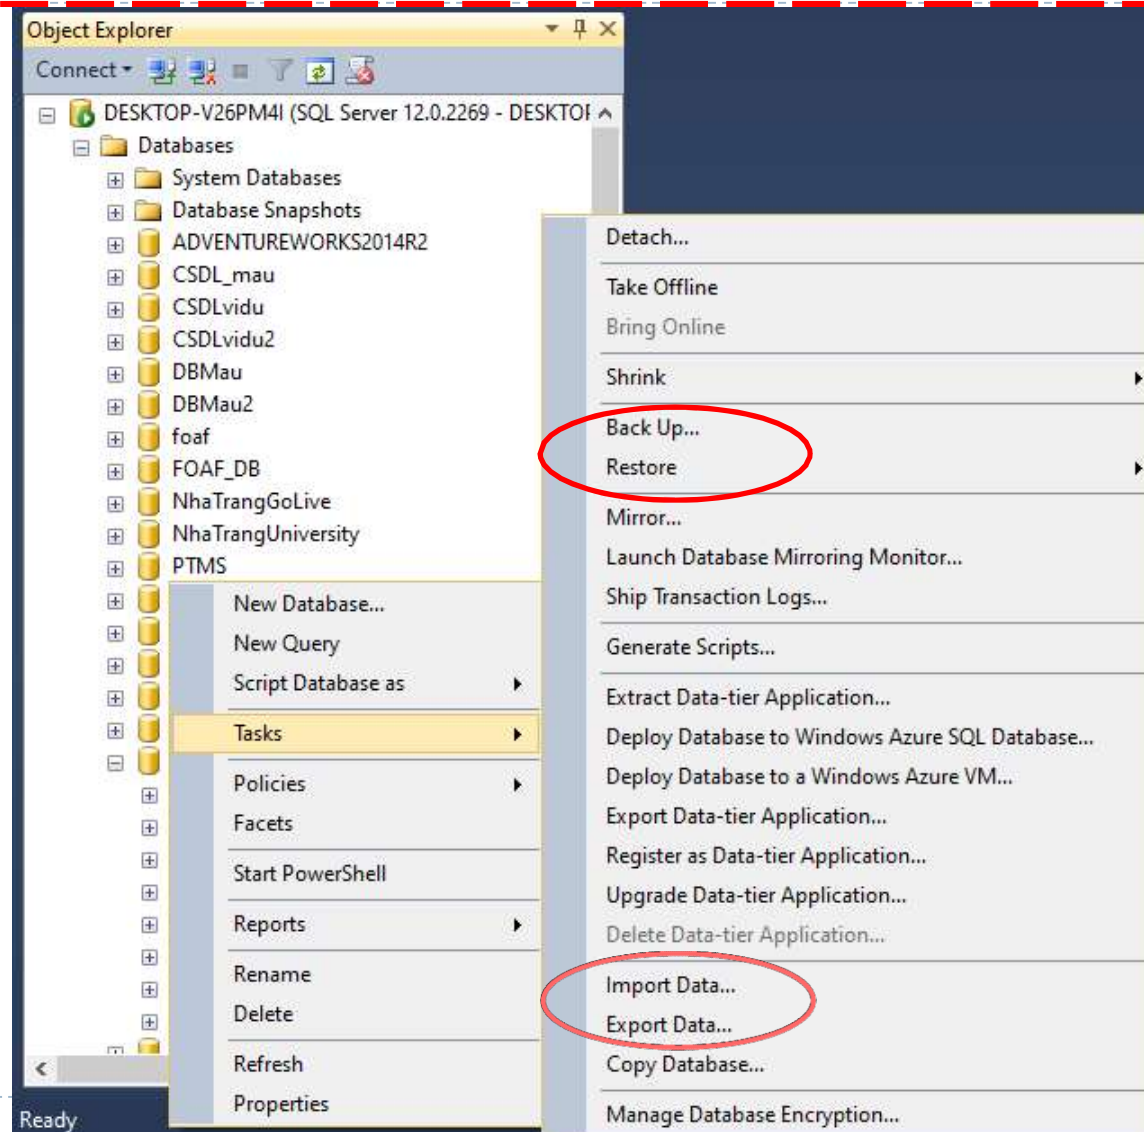 Object Explorer
Connect
DESKTOP-V26PM4I (SQL Server 12.0.2269 - DESKTOP
Databases
System Databases
Database Snapshots
ADVENTUREWORKS2014R2
CSDL_mau
CSDLvidu
CSDLvidu2
DBMau
DBMau2
foaf
FOAF_DB
NhaTrangGoLive
NhaTrangUniversity
PTMS
New Database...
New Query
Script Database as
Tasks
Policies
Facets
Start PowerShell
Reports
Rename
Delete
Refresh
Properties
Detach...
Take Offline
Bring Online
Shrink
Back Up...
Restore
Mirror...
Launch Database Mirroring Monitor...
Ship Transaction Logs...
Generate Scripts...
Extract Data-tier Application...
Deploy Database to Windows Azure SQL Database...
Deploy Database to a Windows Azure VM...
Export Data-tier Application...
Register as Data-tier Application...
Upgrade Data-tier Application...
Delete Data-tier Application...
Import Data...
Export Data...
Copy Database...
Manage Database Encryption...
Ready